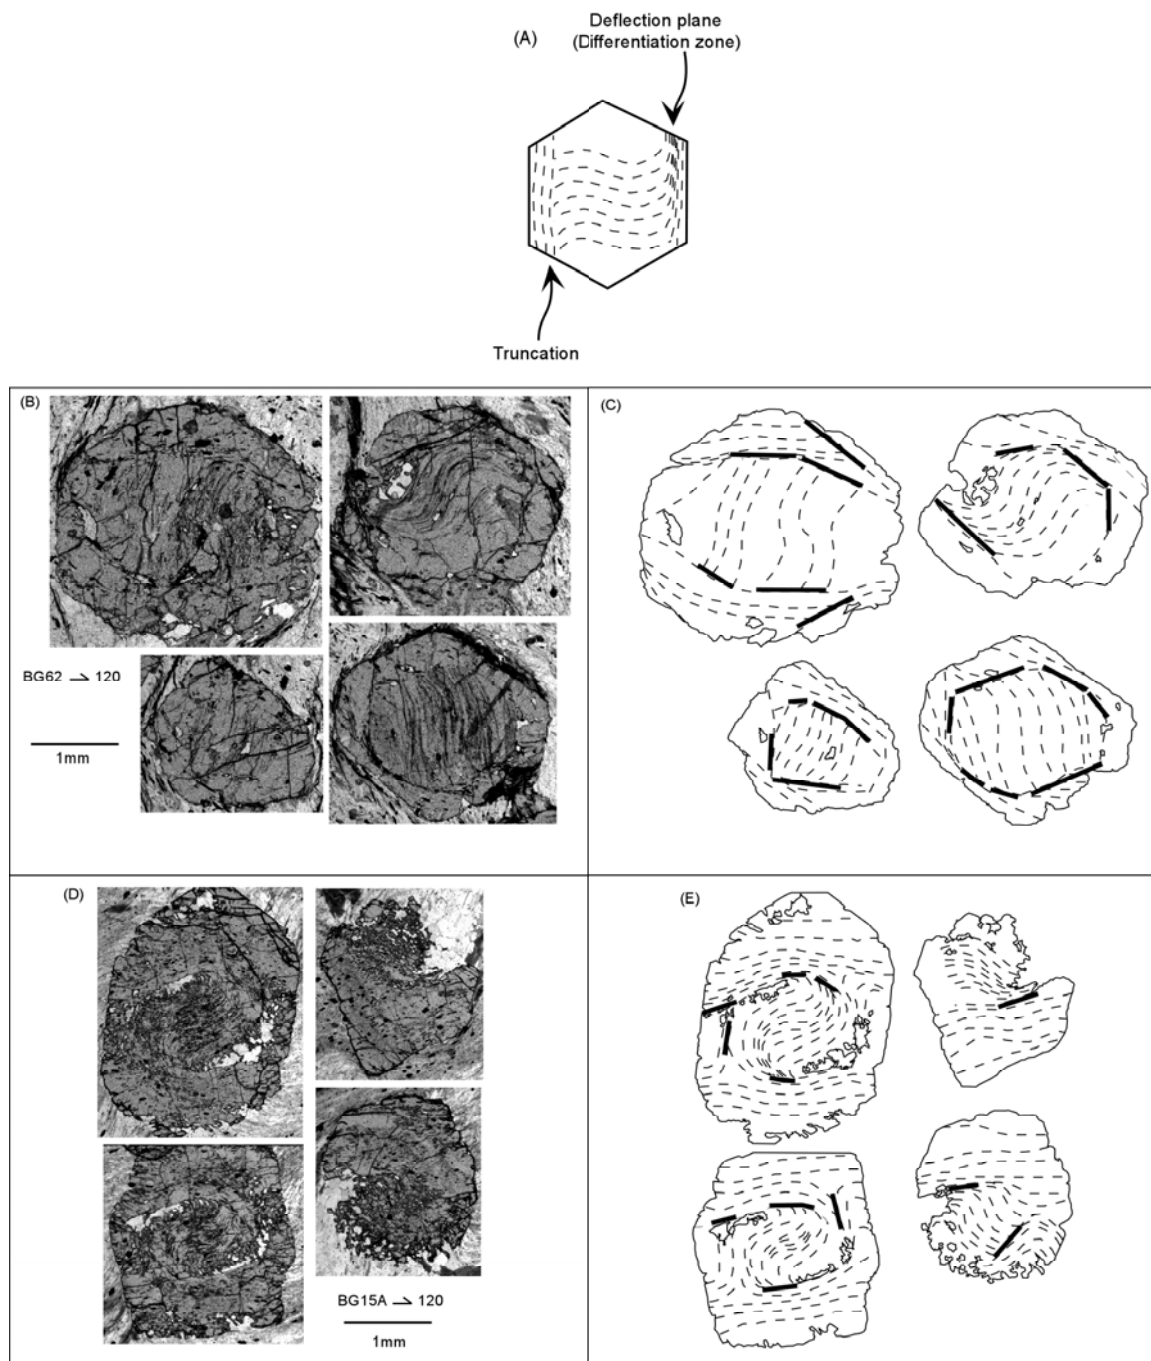 (A)
Deflection plane
(Differentiation zone)
Truncation
(B)
BG62 ⇀ 120
1mm
(C)
(D)
BG15A ⇀ 120
1mm
(E)